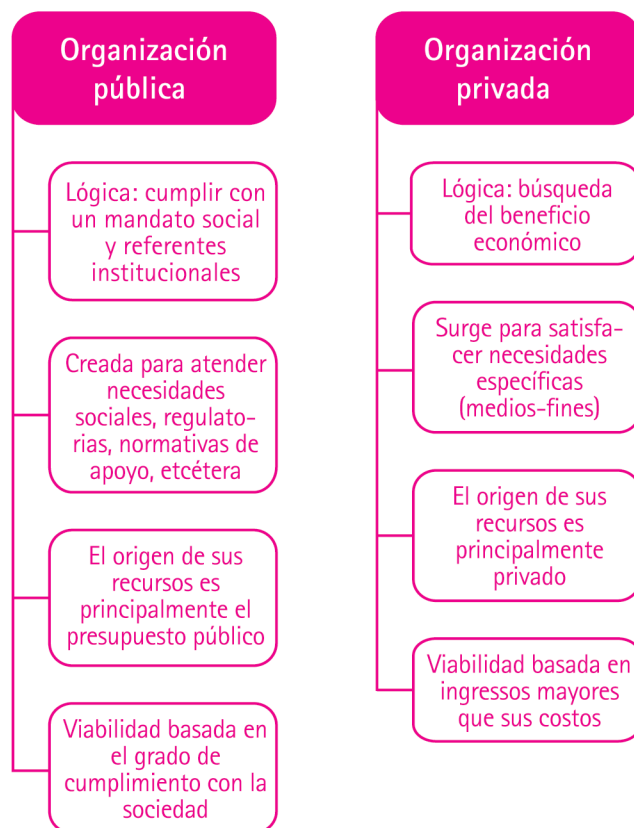 Organización
pública
Lógica: cumplir con
un mandato social
y referentes
institucionales
Creada para atender
necesidades
sociales, regulato-
rias, normativas de
apoyo, etcétera
El origen de sus
recursos es
principalmente el
presupuesto público
Viabilidad basada en
el grado de
cumplimiento con la
sociedad
Organización
privada
Lógica: búsqueda
del beneficio
económico
Surge para satisfa-
cer necesidades
específicas
(medios-fines)
El origen de sus
recursos es
principalmente
privado
Viabilidad basada en
ingressos mayores
que sus costos